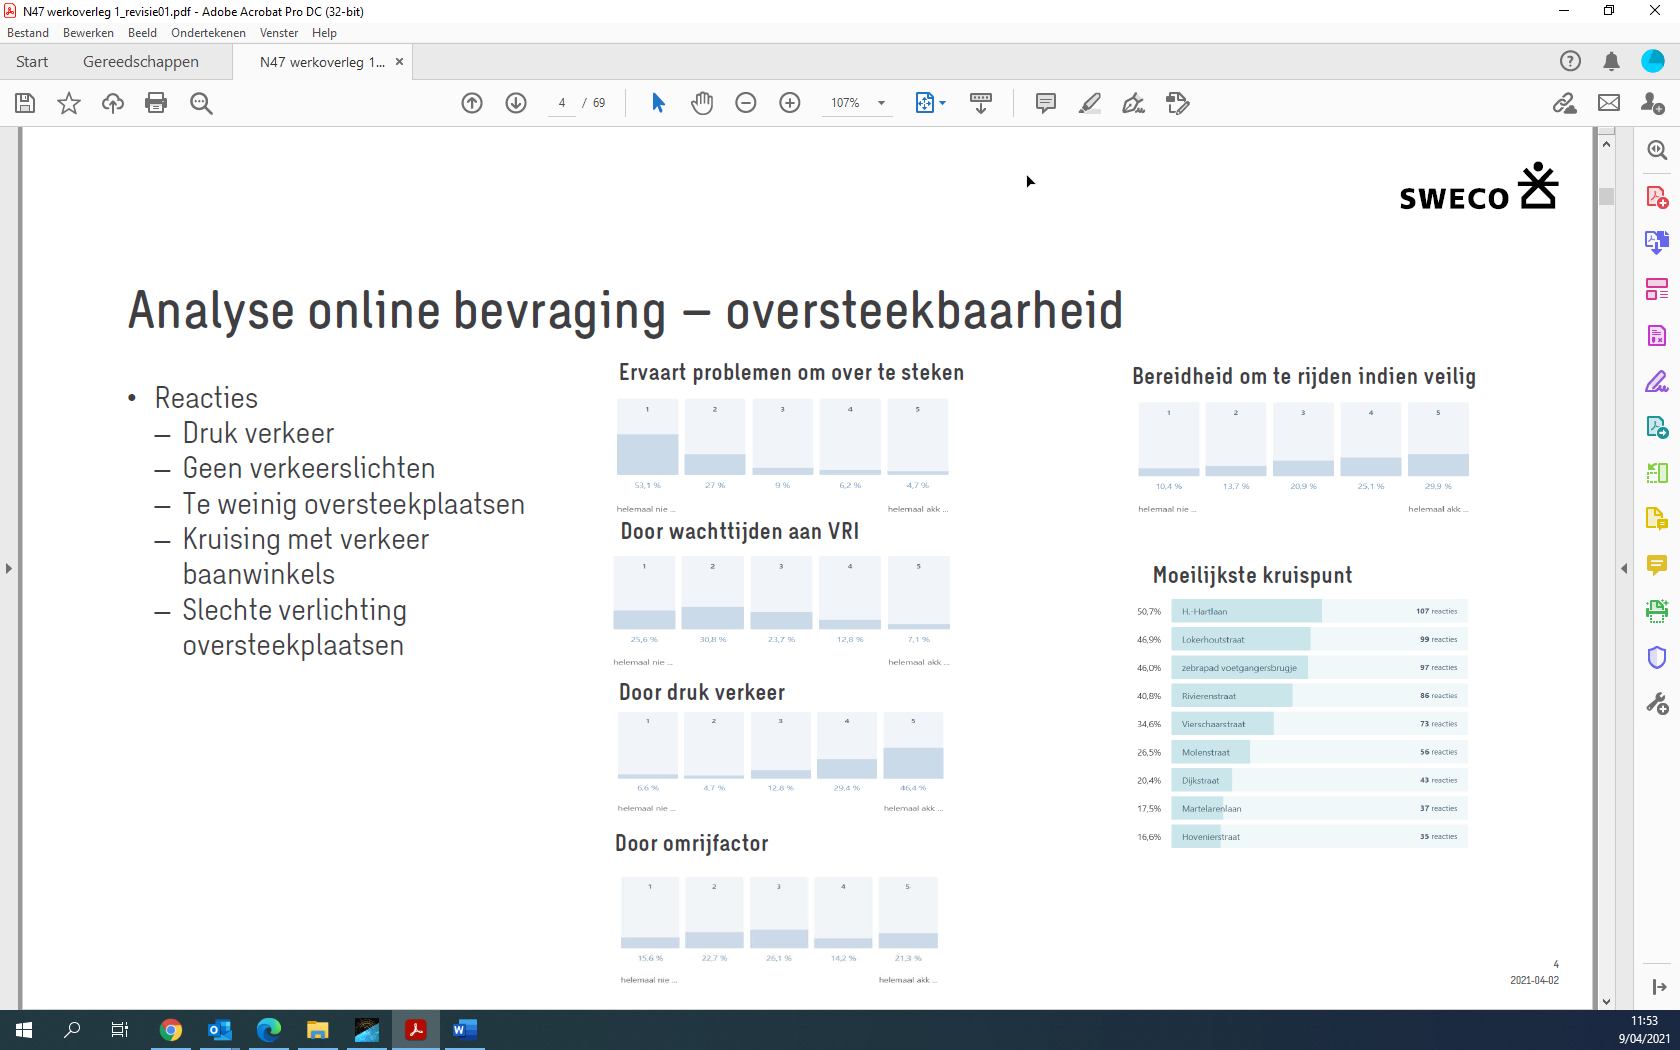 N47 werkoverleg 1_revisie01.pdf - Adobe Acrobat Pro DC (32-bit)
Bestand Bewerken Beeld Ondertekenen Venster Help
Start Gereedschappen N47 werkoverleg 1... ×
4 / 69 107%
SWECO
Analyse online bevraging – oversteekbaarheid
• Reacties
– Druk verkeer
– Geen verkeerslichten
– Te weinig oversteekplaatsen
– Kruising met verkeer
baanwinkels
– Slechte verlichting
oversteekplaatsen
Ervaart problemen om over te steken
1 2 3 4 5
53,1 % 27 % 9 % 6,2 % 4,7 %
helemaal nie ... helemaal akk ...
Door wachttijden aan VRI
1 2 3 4 5
25,6 % 30,8 % 23,7 % 12,8 % 7,1 %
helemaal nie ... helemaal akk ...
Door druk verkeer
1 2 3 4 5
6,6 % 4,7 % 12,8 % 29,4 % 46,4 %
helemaal nie ... helemaal akk ...
Door omrijfactor
1 2 3 4 5
15,6 % 22,7 % 26,1 % 14,2 % 21,3 %
helemaal nie ... helemaal akk ...
Bereidheid om te rijden indien veilig
1 2 3 4 5
10,4 % 13,7 % 20,9 % 25,1 % 29,9 %
helemaal nie ... helemaal akk ...
Moeilijkste kruispunt
50,7% H.-Hartlaan 107 reacties
46,9% Lokerhoutstraat 99 reacties
46,0% zebrapad voetgangersbrugje 97 reacties
40,8% Rivierenstraat 86 reacties
34,6% Vierschaarstraat 73 reacties
26,5% Molenstraat 56 reacties
20,4% Dijkstraat 43 reacties
17,5% Martelarenlaan 37 reacties
16,6% Hovenierstraat 35 reacties
4
2021-04-02
11:53
9/04/2021